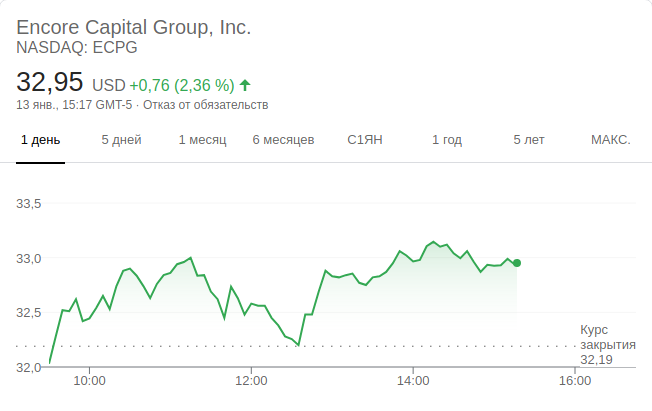 Encore Capital Group, Inc.
NASDAQ: ECPG
32,95 USD +0,76 (2,36 %)
13 янв., 15:17 GMT-5 · Отказ от обязательств
1 день 5 дней 1 месяц 6 месяцев С1ЯН 1 год 5 лет МАКС.
33,5
33,0
32,5
32,0
Курс
закрытия
32,19
10:00 12:00 14:00 16:00